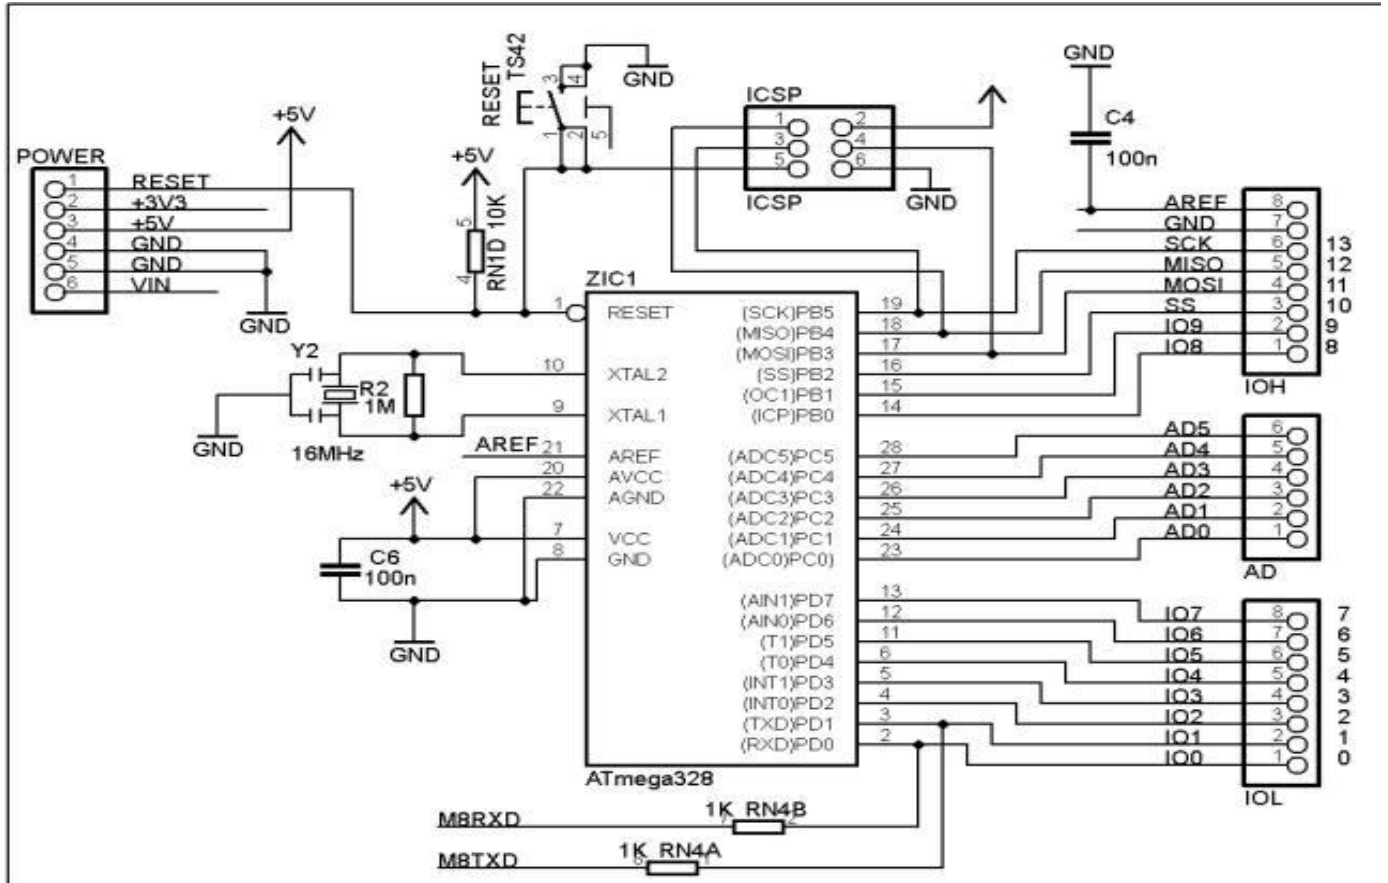 RESET
TS42
3
4
1
2
5
GND
+5V
POWER
1 RESET
2 +3V3
3 +5V
4 GND
5 GND
6 VIN
GND
+5V
5
4
RN1D 10K
ICSP
1 2
3 4
5 6
ICSP
GND
GND
C4
100n
AREF 8
GND 7
SCK 6 13
MISO 5 12
MOSI 4 11
SS 3 10
IO9 2 9
IO8 1 8
IOH
ZIC1
1 RESET
10 XTAL2
9 XTAL1
AREF 21 AREF
20 AVCC
22 AGND
7 VCC
8 GND
(SCK)PB5 19
(MISO)PB4 18
(MOSI)PB3 17
(SS)PB2 16
(OC1)PB1 15
(ICP)PB0 14
(ADC5)PC5 28
(ADC4)PC4 27
(ADC3)PC3 26
(ADC2)PC2 25
(ADC1)PC1 24
(ADC0)PC0) 23
(AIN1)PD7 13
(AIN0)PD6 12
(T1)PD5 11
(T0)PD4 6
(INT1)PD3 5
(INT0)PD2 4
(TXD)PD1 3
(RXD)PD0 2
ATmega328
Y2
R2
1M
16MHz
GND
+5V
C6
100n
GND
AD5 6
AD4 5
AD3 4
AD2 3
AD1 2
AD0 1
AD
IO7 8 7
IO6 7 6
IO5 6 5
IO4 5 4
IO3 4 3
IO2 3 2
IO1 2 1
IO0 1 0
IOL
1K RN4B
M8RXD 7 2
1K RN4A
M8TXD 8 1